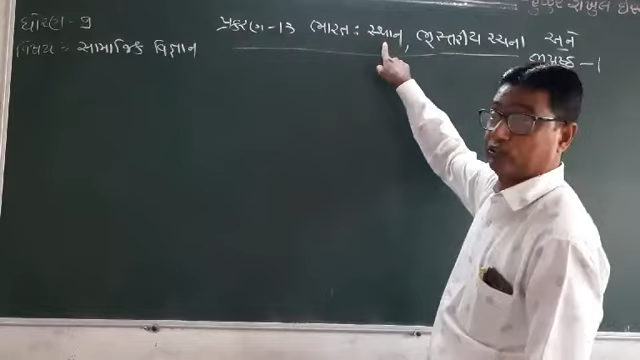 ધોરણ - ૭
વિષય :- સામાજિક વિજ્ઞાન
પ્રકરણ - ૧૩ ભારત : સ્થાન, ભૂસ્તરીય રચના અને
ભૂપૃષ્ઠ - ૧